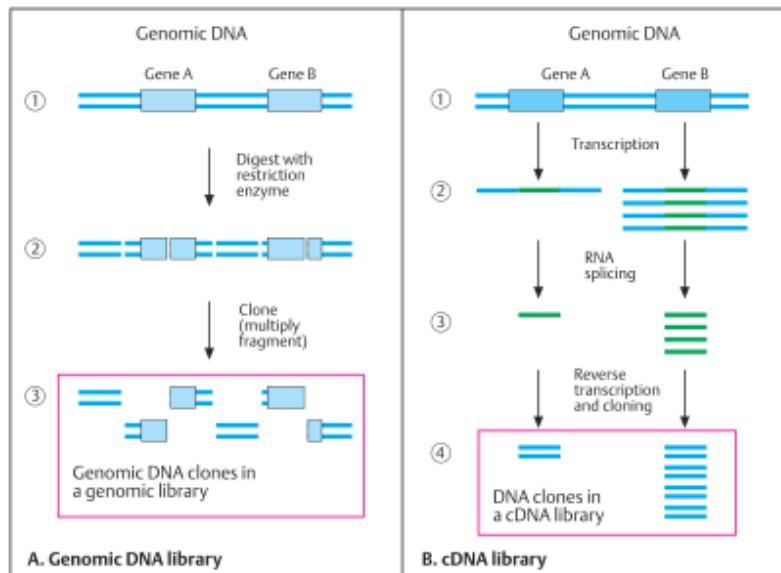 Genomic DNA
Gene A Gene B
①
Digest with
restriction
enzyme
②
Clone
(multiply
fragment)
③
Genomic DNA clones in
a genomic library
A. Genomic DNA library
Genomic DNA
Gene A Gene B
①
Transcription
②
RNA
splicing
③
Reverse
transcription
and cloning
④
DNA clones in
a cDNA library
B. cDNA library